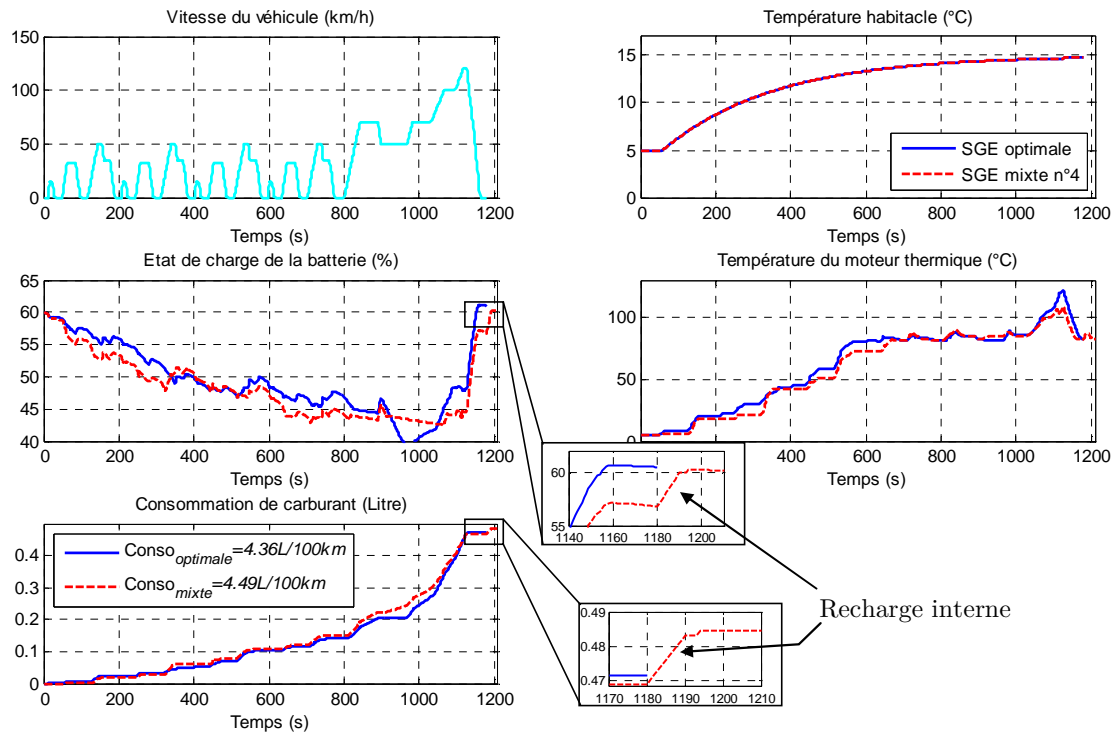 Vitesse du véhicule (km/h)
150
100
50
0
0 200 400 600 800 1000 1200
Temps (s)
Température habitacle (°C)
15
10
5
0
0 200 400 600 800 1000 1200
SGE optimale
SGE mixte n°4
Temps (s)
Etat de charge de la batterie (%)
65
60
55
50
45
40
0 200 400 600 800 1000 1200
Temps (s)
Température du moteur thermique (°C)
100
50
0
0 200 400 600 800 1000 1200
Temps (s)
60
55
1140 1160 1180 1200
Consommation de carburant (Litre)
0.4
0.3
0.2
0.1
0
Conso optimale=4.36L/100km
Conso mixte=4.49L/100km
0 200 400 600 800 1000 1200
Temps (s)
Recharge interne
0.49
0.48
0.47
1170 1180 1190 1200 1210